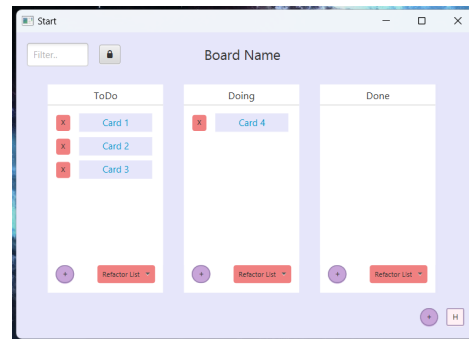 Start
Filter..
Board Name
ToDo
Doing
Done
X Card 1
X Card 4
X Card 2
X Card 3
+ Refactor List
+ Refactor List
+ Refactor List
+ H